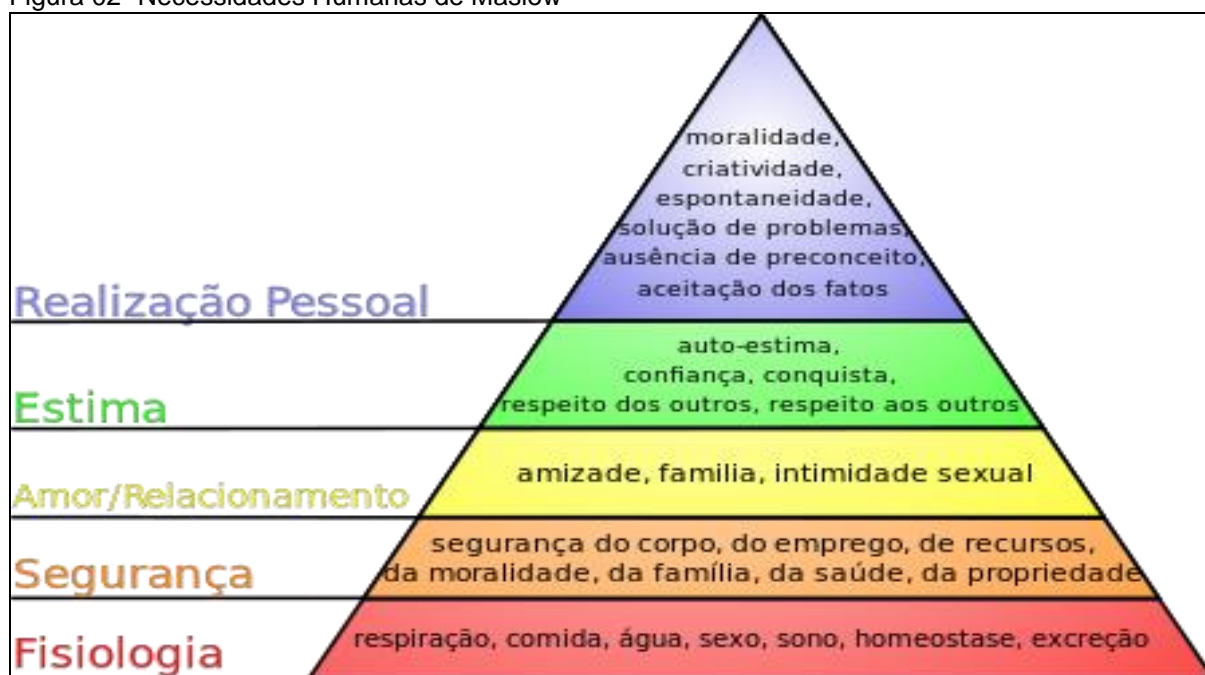 Figura 02- Necessidades Humanas de Maslow
moralidade,
criatividade,
espontaneidade,
solução de problemas,
ausência de preconceito,
aceitação dos fatos
Realização Pessoal
auto-estima,
confiança, conquista,
respeito dos outros, respeito aos outros
Estima
amizade, familia, intimidade sexual
Amor/Relacionamento
segurança do corpo, do emprego, de recursos,
da moralidade, da família, da saúde, da propriedade
Segurança
respiração, comida, água, sexo, sono, homeostase, excreção
Fisiologia